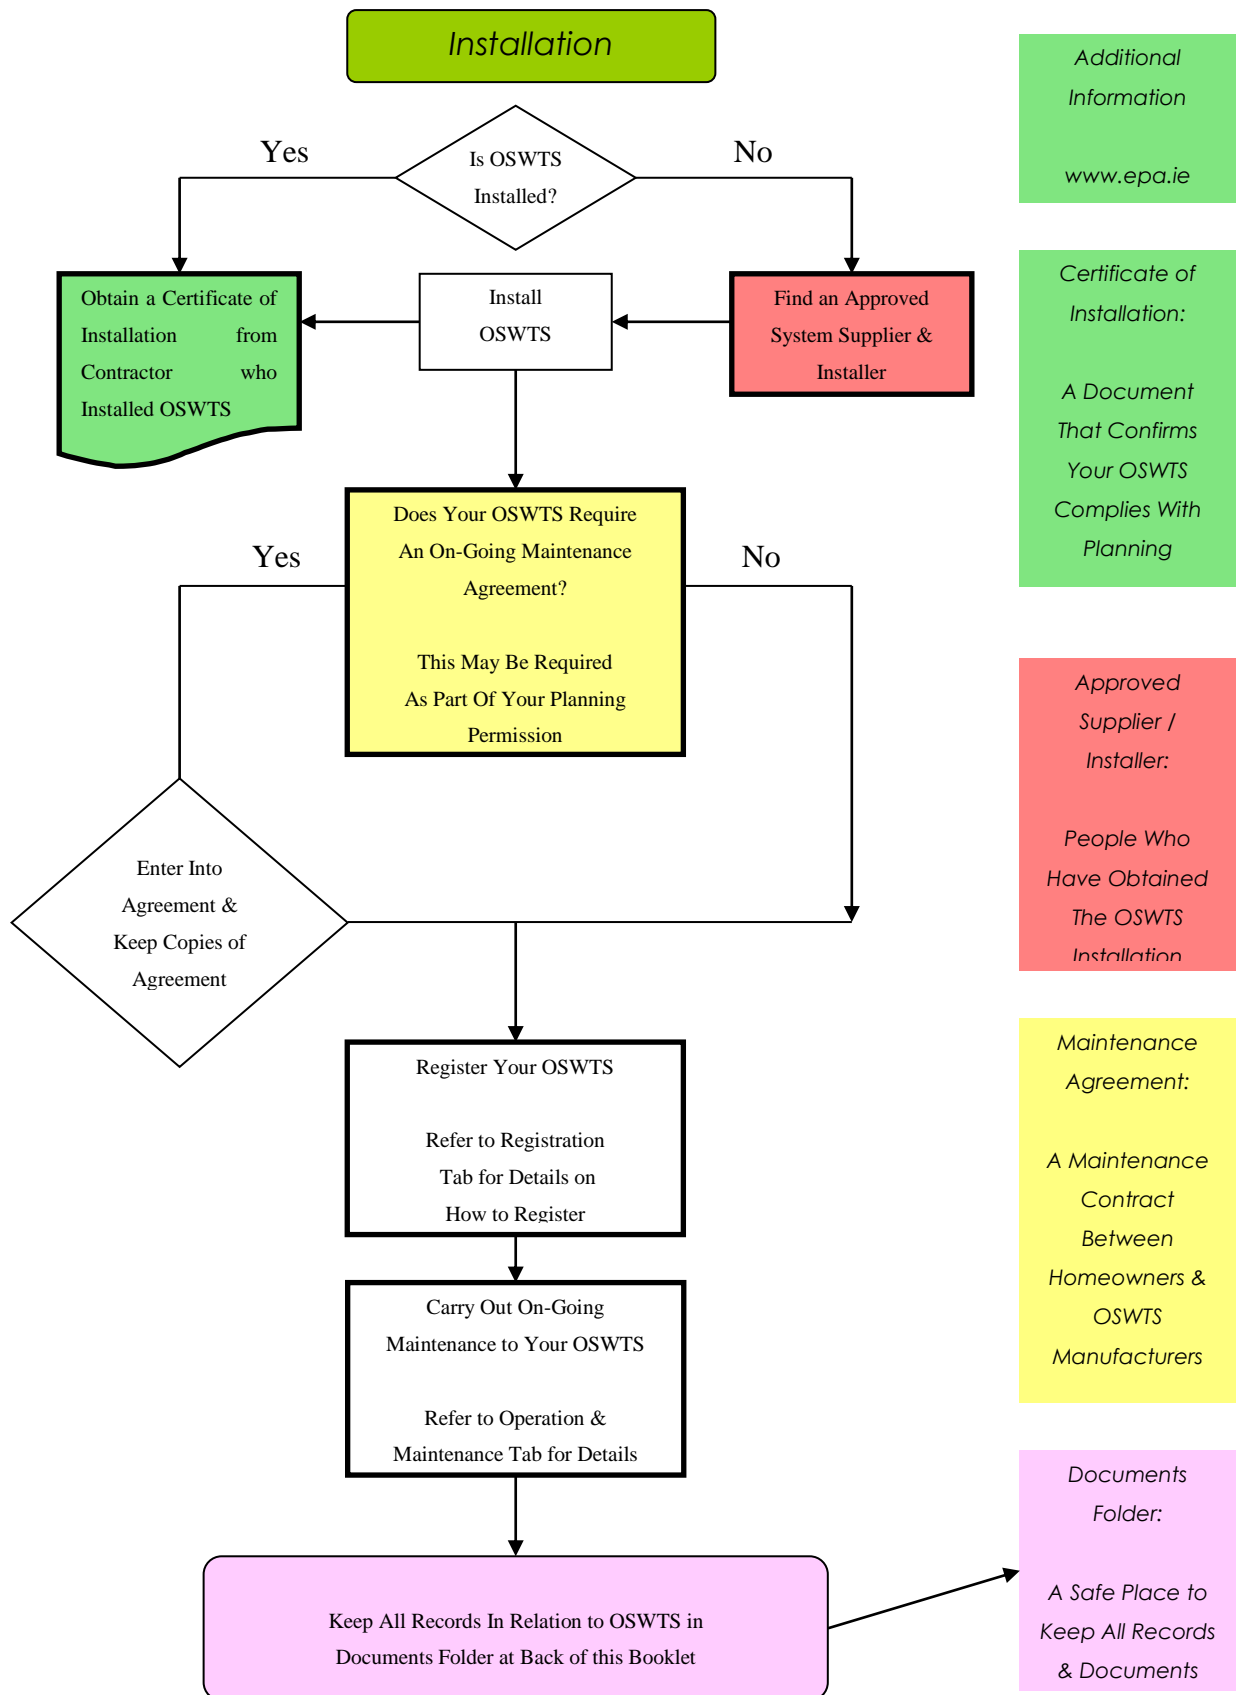 Installation
Yes
Is OSWTS
Installed?
No
Obtain a Certificate of
Installation from
Contractor who
Installed OSWTS
Install
OSWTS
Find an Approved
System Supplier &
Installer
Does Your OSWTS Require
An On-Going Maintenance
Agreement?
This May Be Required
As Part Of Your Planning
Permission
Yes
No
Enter Into
Agreement &
Keep Copies of
Agreement
Register Your OSWTS
Refer to Registration
Tab for Details on
How to Register
Carry Out On-Going
Maintenance to Your OSWTS
Refer to Operation &
Maintenance Tab for Details
Keep All Records In Relation to OSWTS in
Documents Folder at Back of this Booklet
Additional
Information
www.epa.ie
Certificate of
Installation:
A Document
That Confirms
Your OSWTS
Complies With
Planning
Approved
Supplier /
Installer:
People Who
Have Obtained
The OSWTS
Installation
Maintenance
Agreement:
A Maintenance
Contract
Between
Homeowners &
OSWTS
Manufacturers
Documents
Folder:
A Safe Place to
Keep All Records
& Documents